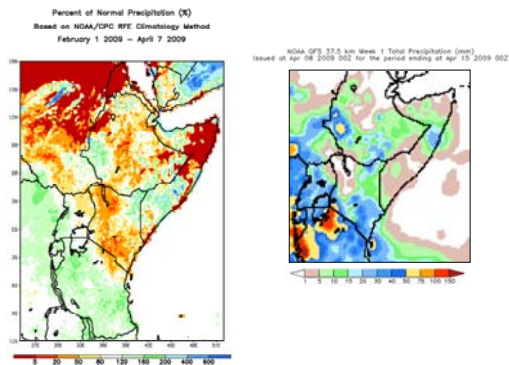 Percent of Normal Precipitation (%)
Based on NOAA/CPC RFE Climatology Method
February 1 2009 – April 7 2009
NOAA GFS 37.5 km Week 1 Total Precipitation (mm)
Issued at Apr 08 2009 00Z for the period ending at Apr 15 2009 00Z
5 20 50 80 120 160 200 400 600
1 5 10 15 20 30 40 50 75 100 150